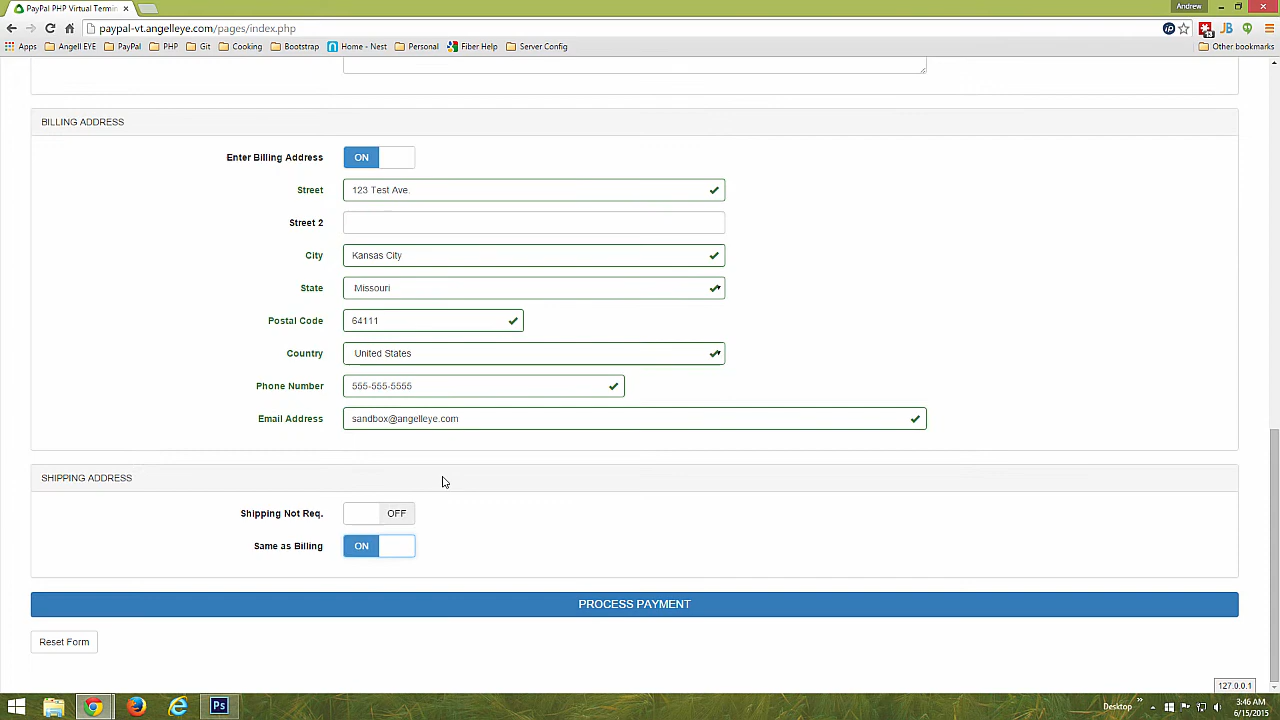 PayPal PHP Virtual Termin
Andrew
paypal-vt.angelleye.com/pages/index.php
Apps Angell EYE PayPal PHP Git Cooking Bootstrap Home - Nest Personal Fiber Help Server Config Other bookmarks
BILLING ADDRESS
Enter Billing Address ON
Street 123 Test Ave.
Street 2
City Kansas City
State Missouri
Postal Code 64111
Country United States
Phone Number 555-555-5555
Email Address sandbox@angelleye.com
SHIPPING ADDRESS
Shipping Not Req. OFF
Same as Billing ON
PROCESS PAYMENT
Reset Form
127.0.0.1
Ps
Desktop
3:46 AM
6/15/2015